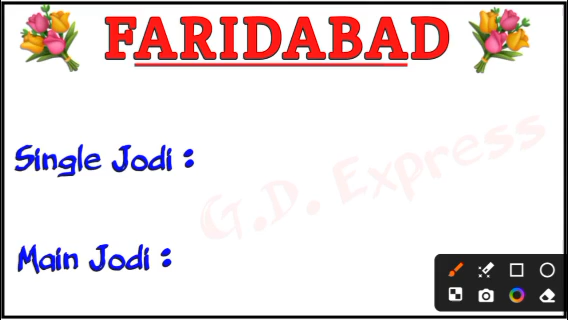 FARIDABAD
Single Jodi :
G.D. Express
Main Jodi :